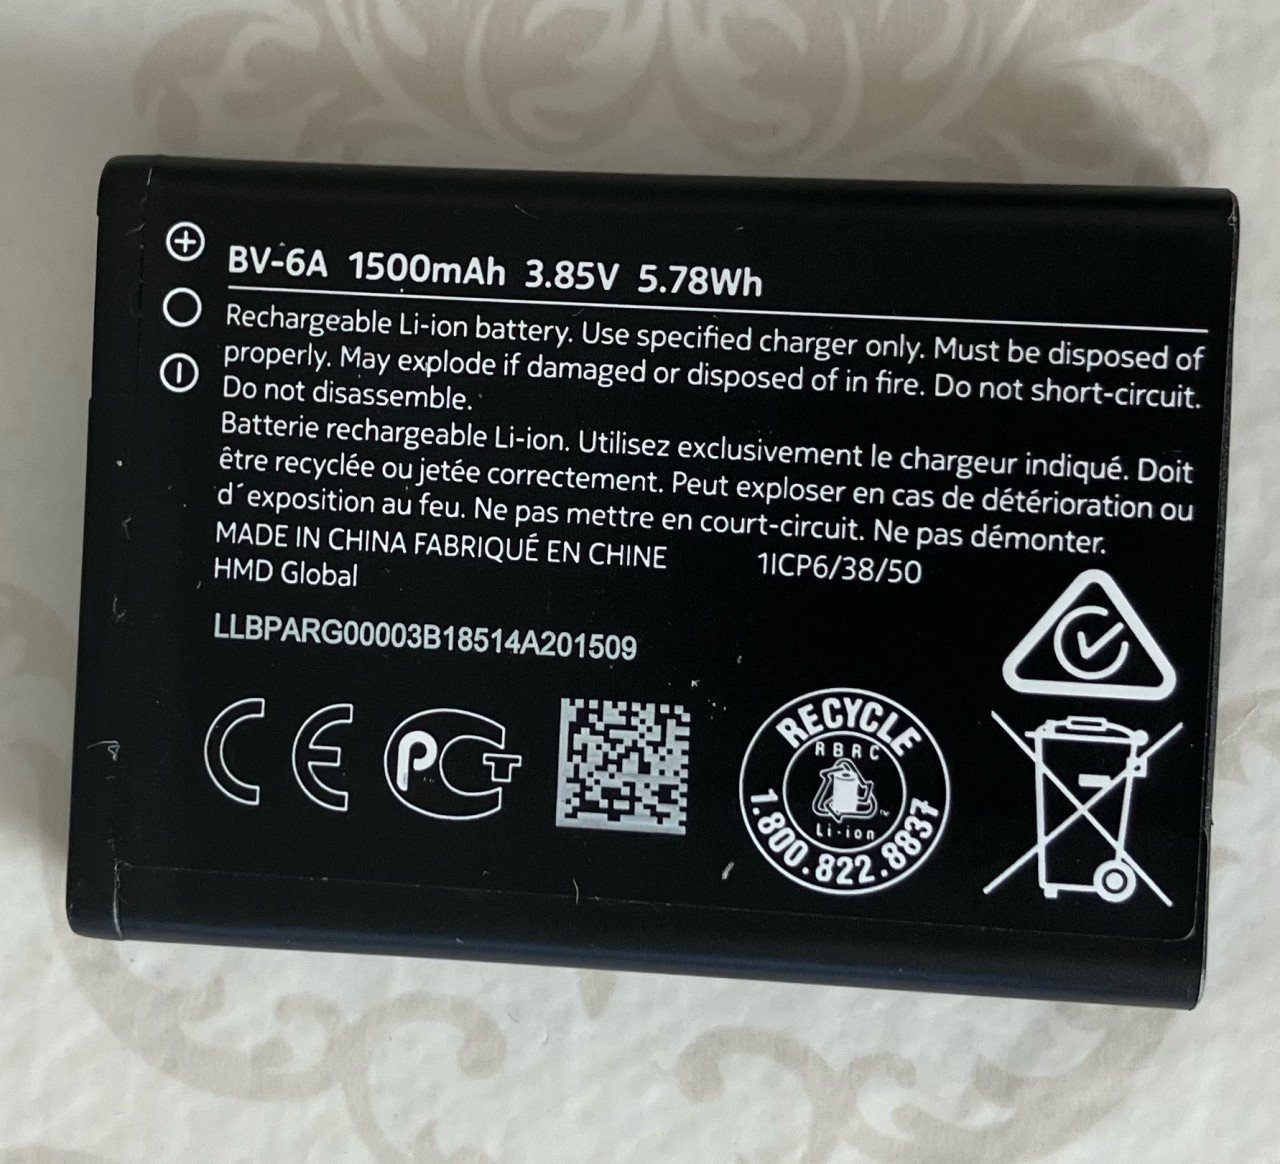 BV-6A 1500mAh 3.85V 5.78Wh
Rechargeable Li-ion battery. Use specified charger only. Must be disposed of
properly. May explode if damaged or disposed of in fire. Do not short-circuit.
Do not disassemble.
Batterie rechargeable Li-ion. Utilisez exclusivement le chargeur indiqué. Doit
être recyclée ou jetée correctement. Peut exploser en cas de détérioration ou
d´exposition au feu. Ne pas mettre en court-circuit. Ne pas démonter.
MADE IN CHINA FABRIQUÉ EN CHINE 1ICP6/38/50
HMD Global
LLBPARG00003B18514A201509
CE PCT
RECYCLE
RBRC
Li-ion
1.800.822.8837